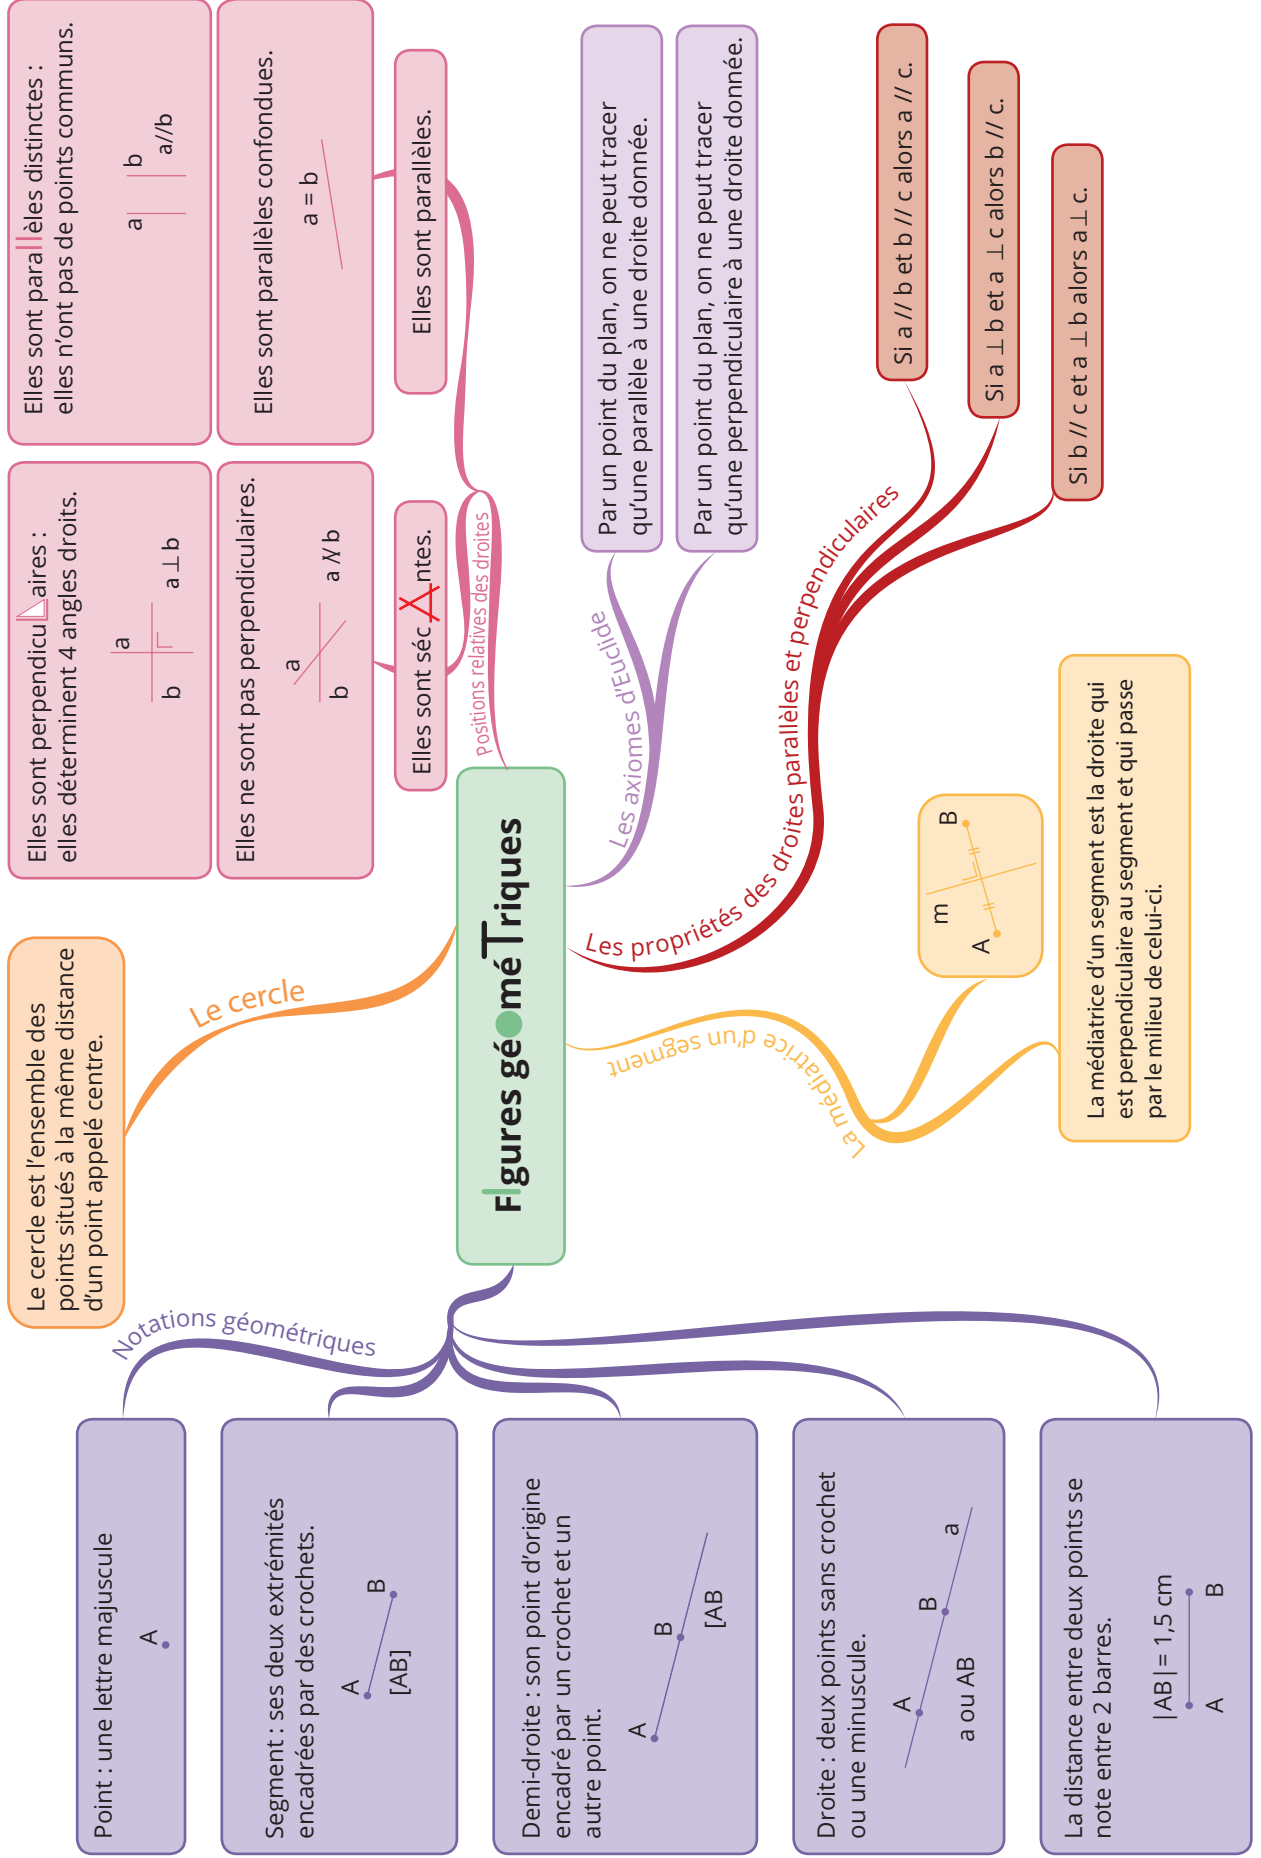 Figures géoméTriques
Notations géométriques
Point : une lettre majuscule
A
Segment : ses deux extrémités
encadrées par des crochets.
A
B
[AB]
Demi-droite : son point d’origine
encadré par un crochet et un
autre point.
A
B
[AB
Droite : deux points sans crochet
ou une minuscule.
A
B
a
a ou AB
La distance entre deux points se
note entre 2 barres.
|AB| = 1,5 cm
A
B
Le cercle
Le cercle est l’ensemble des
points situés à la même distance
d’un point appelé centre.
Positions relatives des droites
Elles sont sécAntes.
Elles sont perpendiculaires :
elles déterminent 4 angles droits.
a
b
a ⊥ b
Elles ne sont pas perpendiculaires.
a
b
a ⊥̸ b
Elles sont parallèles.
Elles sont parallèles distinctes :
elles n’ont pas de points communs.
a
b
a//b
Elles sont parallèles confondues.
a = b
Les axiomes d’Euclide
Par un point du plan, on ne peut tracer
qu’une parallèle à une droite donnée.
Par un point du plan, on ne peut tracer
qu’une perpendiculaire à une droite donnée.
Les propriétés des droites parallèles et perpendiculaires
Si a // b et b // c alors a // c.
Si a ⊥ b et a ⊥ c alors b // c.
Si b // c et a ⊥ b alors a ⊥ c.
La médiatrice d’un segment
m
A
B
La médiatrice d’un segment est la droite qui
est perpendiculaire au segment et qui passe
par le milieu de celui-ci.